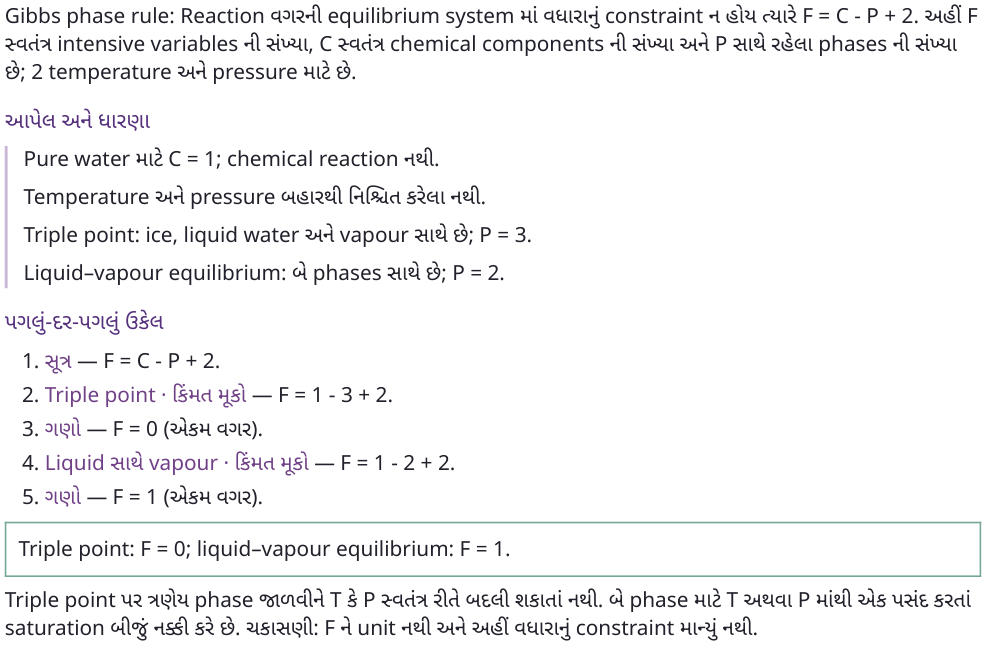 Gibbs phase rule: Reaction વગરની equilibrium system માં વધારાનું constraint ન હોય ત્યારે F = C - P + 2. અહીં F
સ્વતંત્ર intensive variables ની સંખ્યા, C સ્વતંત્ર chemical components ની સંખ્યા અને P સાથે રહેલા phases ની સંખ્યા
છે; 2 temperature અને pressure માટે છે.
આપેલ અને ધારણા
Pure water માટે C = 1; chemical reaction નથી.
Temperature અને pressure બહારથી નિશ્ચિત કરેલા નથી.
Triple point: ice, liquid water અને vapour સાથે છે; P = 3.
Liquid–vapour equilibrium: બે phases સાથે છે; P = 2.
પગલું-દર-પગલું ઉકેલ
1. સૂત્ર — F = C - P + 2.
2. Triple point · કિંમત મૂકો — F = 1 - 3 + 2.
3. ગણો — F = 0 (એકમ વગર).
4. Liquid સાથે vapour · કિંમત મૂકો — F = 1 - 2 + 2.
5. ગણો — F = 1 (એકમ વગર).
Triple point: F = 0; liquid–vapour equilibrium: F = 1.
Triple point પર ત્રણેય phase જાળવીને T કે P સ્વતંત્ર રીતે બદલી શકાતાં નથી. બે phase માટે T અથવા P માંથી એક પસંદ કરતાં
saturation બીજું નક્કી કરે છે. ચકાસણી: F ને unit નથી અને અહીં વધારાનું constraint માન્યું નથી.